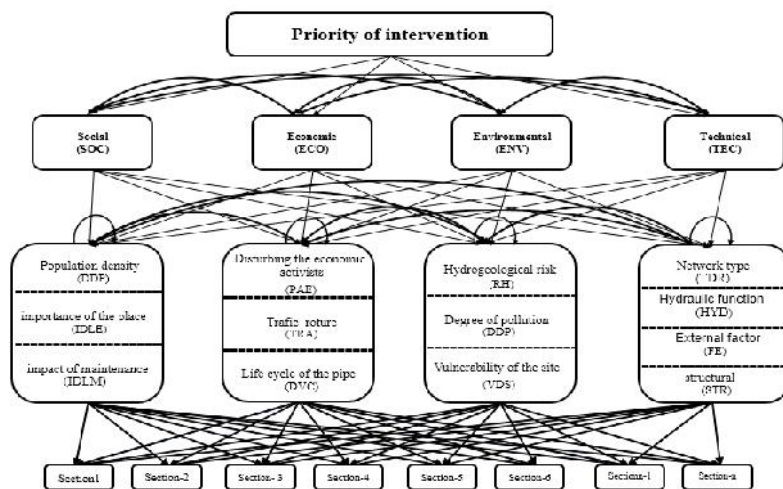 Priority of intervention
Social
(SOC)
Economic
(ECO)
Environmental
(ENV)
Technical
(TEC)
Population density
(DDP)
importance of the place
(IDLE)
impact of maintenance
(IDLM)
Disturbing the economic
activists
(PAE)
Trafic roture
(TRA)
Life cycle of the pipe
(DVC)
Hydrogeological risk
(RH)
Degree of pollution
(DDP)
Vulnerability of the site
(VDS)
Network type
Hydraulic function
(HYD)
External factor
(FE)
structural
(STR)
Section1
Section-2
Section- 3
Section-4
Section-5
Section-6
Sectionn-1
Section-n